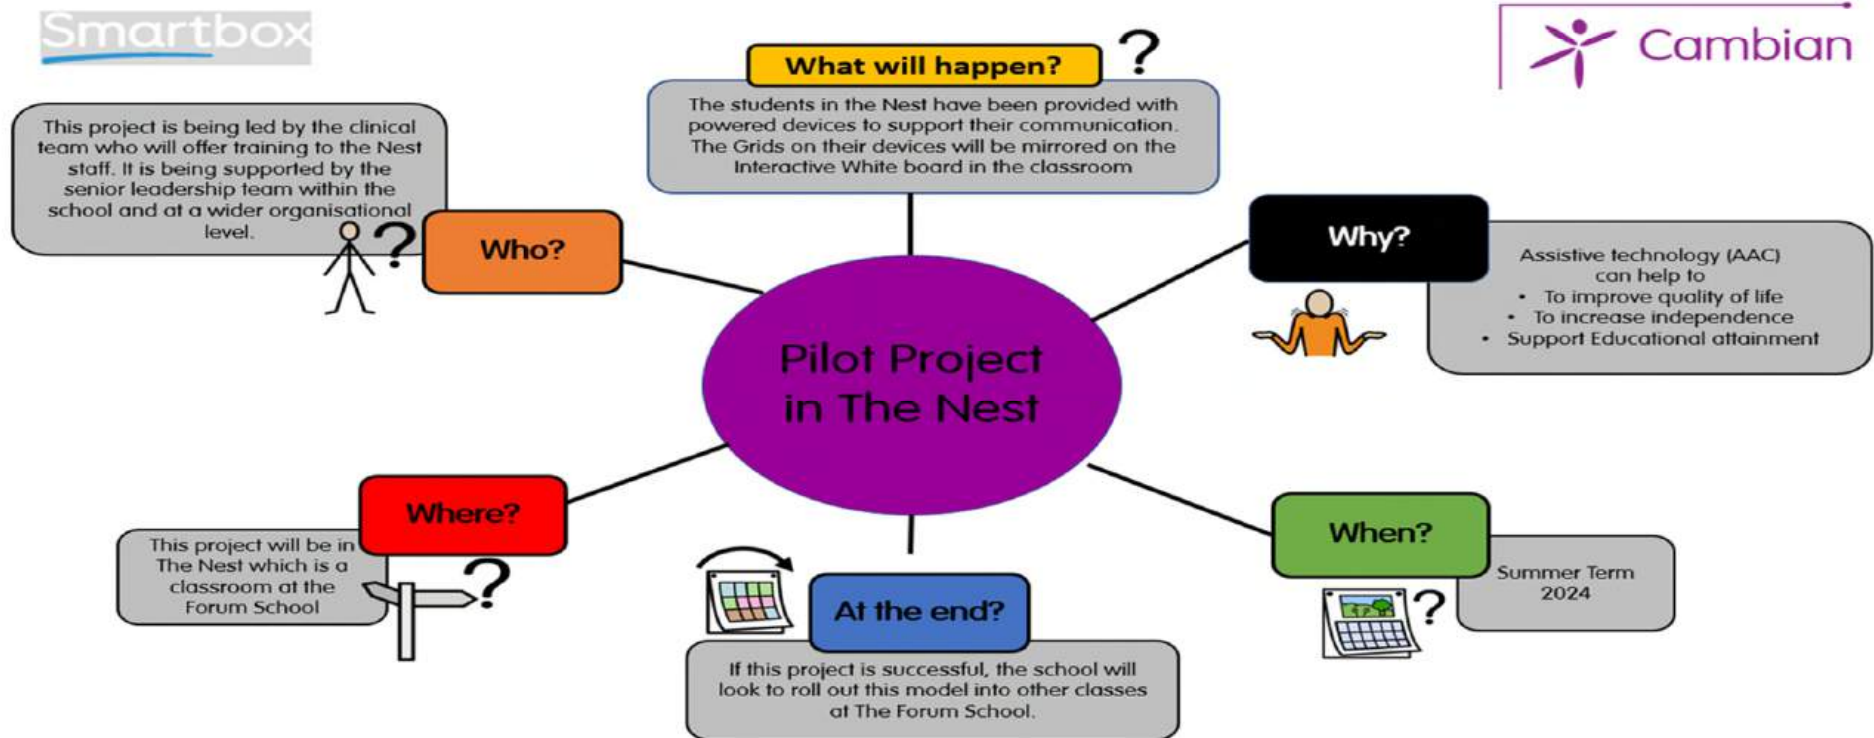 Smartbox
Cambian
What will happen?
?
The students in the Nest have been provided with
powered devices to support their communication.
The Grids on their devices will be mirrored on the
Interactive White board in the classroom
This project is being led by the clinical
team who will offer training to the Nest
staff. It is being supported by the
senior leadership team within the
school and at a wider organisational
level.
?
Who?
Why?
Assistive technology (AAC)
can help to
• To improve quality of life
• To increase independence
• Support Educational attainment
Pilot Project
in The Nest
Where?
This project will be in
The Nest which is a
classroom at the
Forum School
?
At the end?
If this project is successful, the school will
look to roll out this model into other classes
at The Forum School.
When?
?
Summer Term
2024